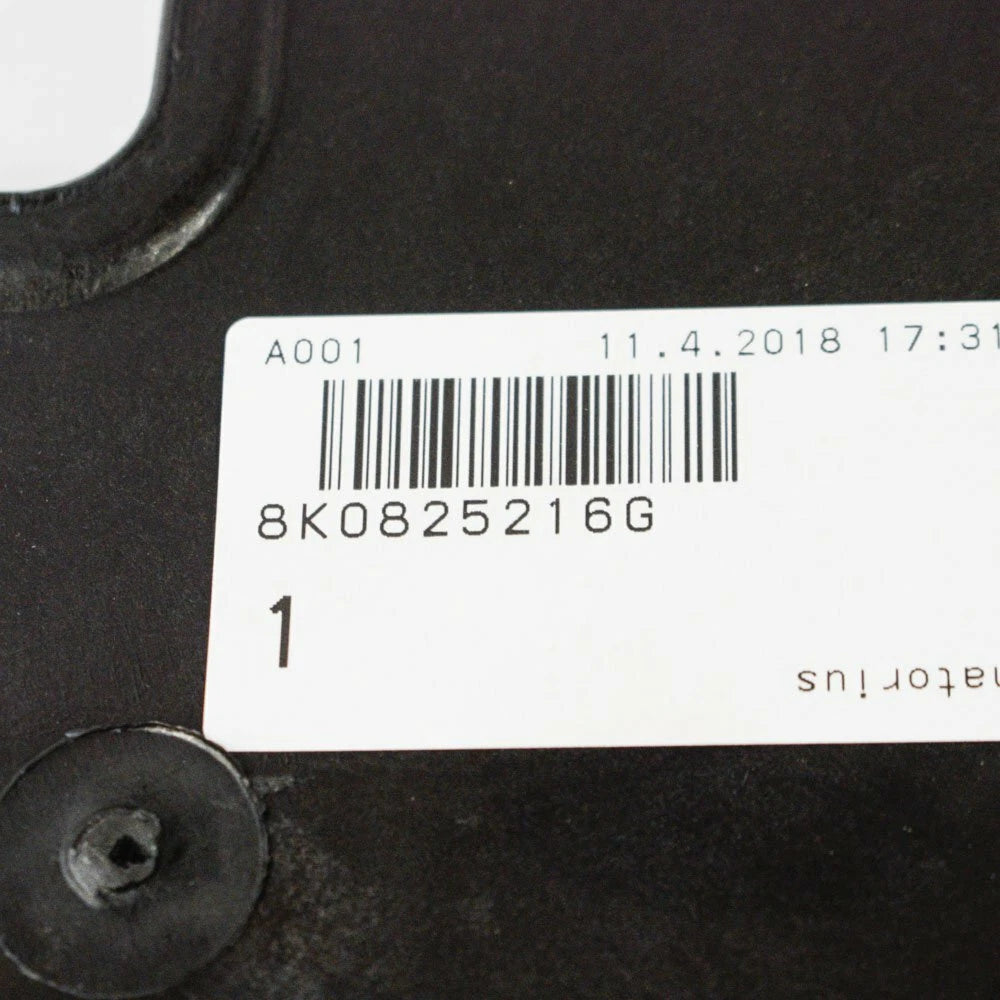 A001 11.4.2018 17:31
8K0825216G
1
natorius